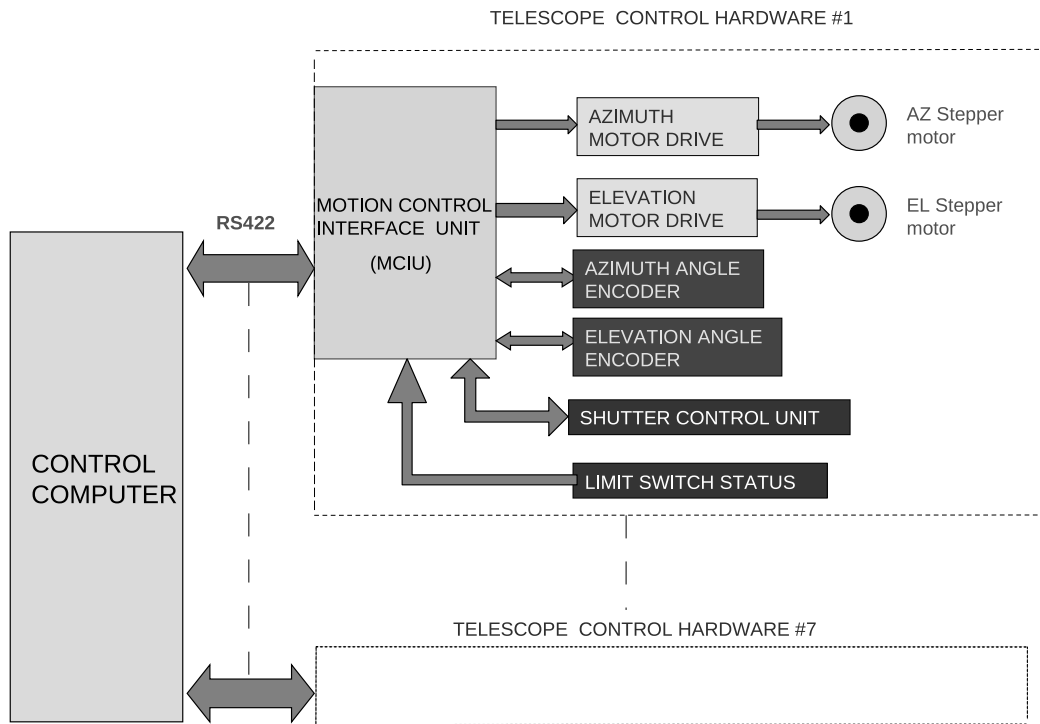 TELESCOPE CONTROL HARDWARE #1
AZIMUTH
MOTOR DRIVE
AZ Stepper
motor
ELEVATION
MOTOR DRIVE
EL Stepper
motor
MOTION CONTROL
INTERFACE UNIT
(MCIU)
RS422
AZIMUTH ANGLE
ENCODER
ELEVATION ANGLE
ENCODER
SHUTTER CONTROL UNIT
LIMIT SWITCH STATUS
CONTROL
COMPUTER
TELESCOPE CONTROL HARDWARE #7